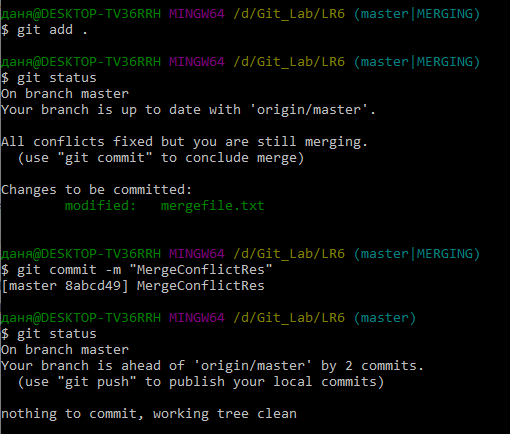 даня@DESKTOP-TV36RRH MINGW64 /d/Git_Lab/LR6 (master|MERGING)
$ git add .
даня@DESKTOP-TV36RRH MINGW64 /d/Git_Lab/LR6 (master|MERGING)
$ git status
On branch master
Your branch is up to date with 'origin/master'.
All conflicts fixed but you are still merging.
(use "git commit" to conclude merge)
Changes to be committed:
modified:   mergefile.txt
даня@DESKTOP-TV36RRH MINGW64 /d/Git_Lab/LR6 (master|MERGING)
$ git commit -m "MergeConflictRes"
[master 8abcd49] MergeConflictRes
даня@DESKTOP-TV36RRH MINGW64 /d/Git_Lab/LR6 (master)
$ git status
On branch master
Your branch is ahead of 'origin/master' by 2 commits.
(use "git push" to publish your local commits)
nothing to commit, working tree clean